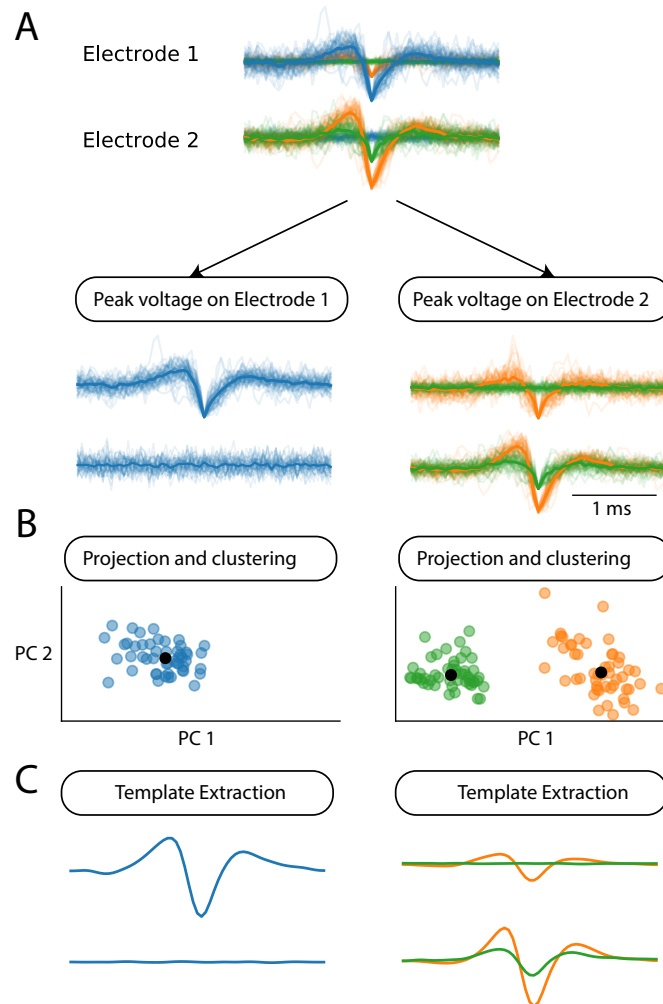 A
Electrode 1
Electrode 2
Peak voltage on Electrode 1
Peak voltage on Electrode 2
1 ms
B
Projection and clustering
Projection and clustering
PC 2
PC 1
PC 1
C
Template Extraction
Template Extraction